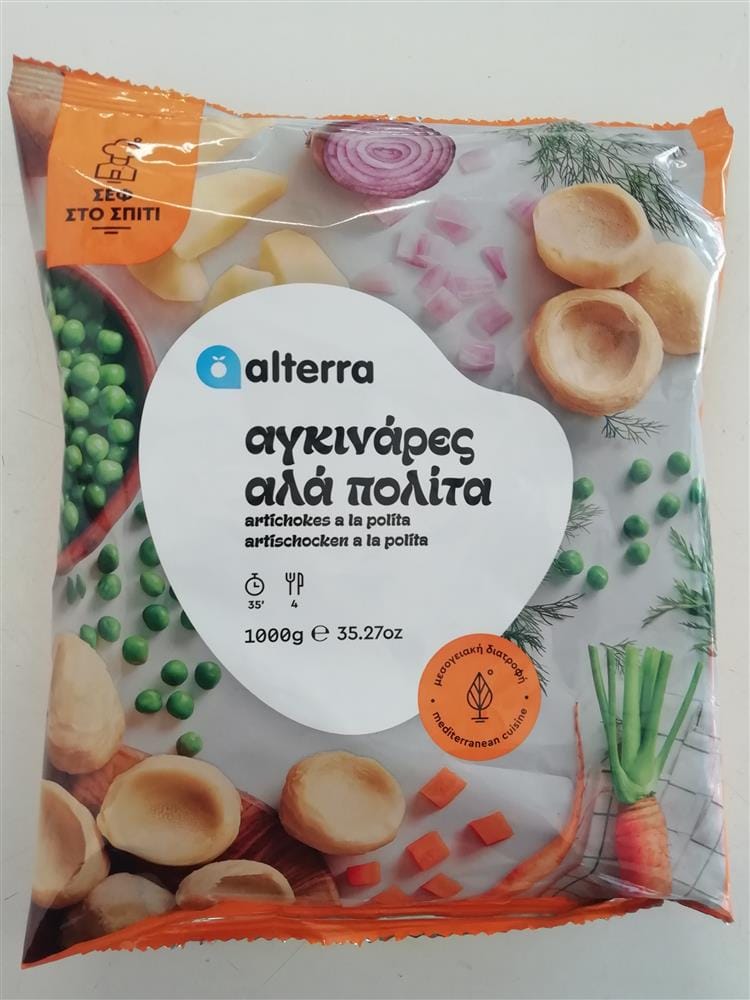 ΣΕΦ
ΣΤΟ ΣΠΙΤΙ
alterra
αγκινάρες
αλά πολίτα
artichokes a la polita
artischocken a la polita
35' 4
1000g e 35.27oz
μεσογειακή διατροφή
mediterranean cuisine